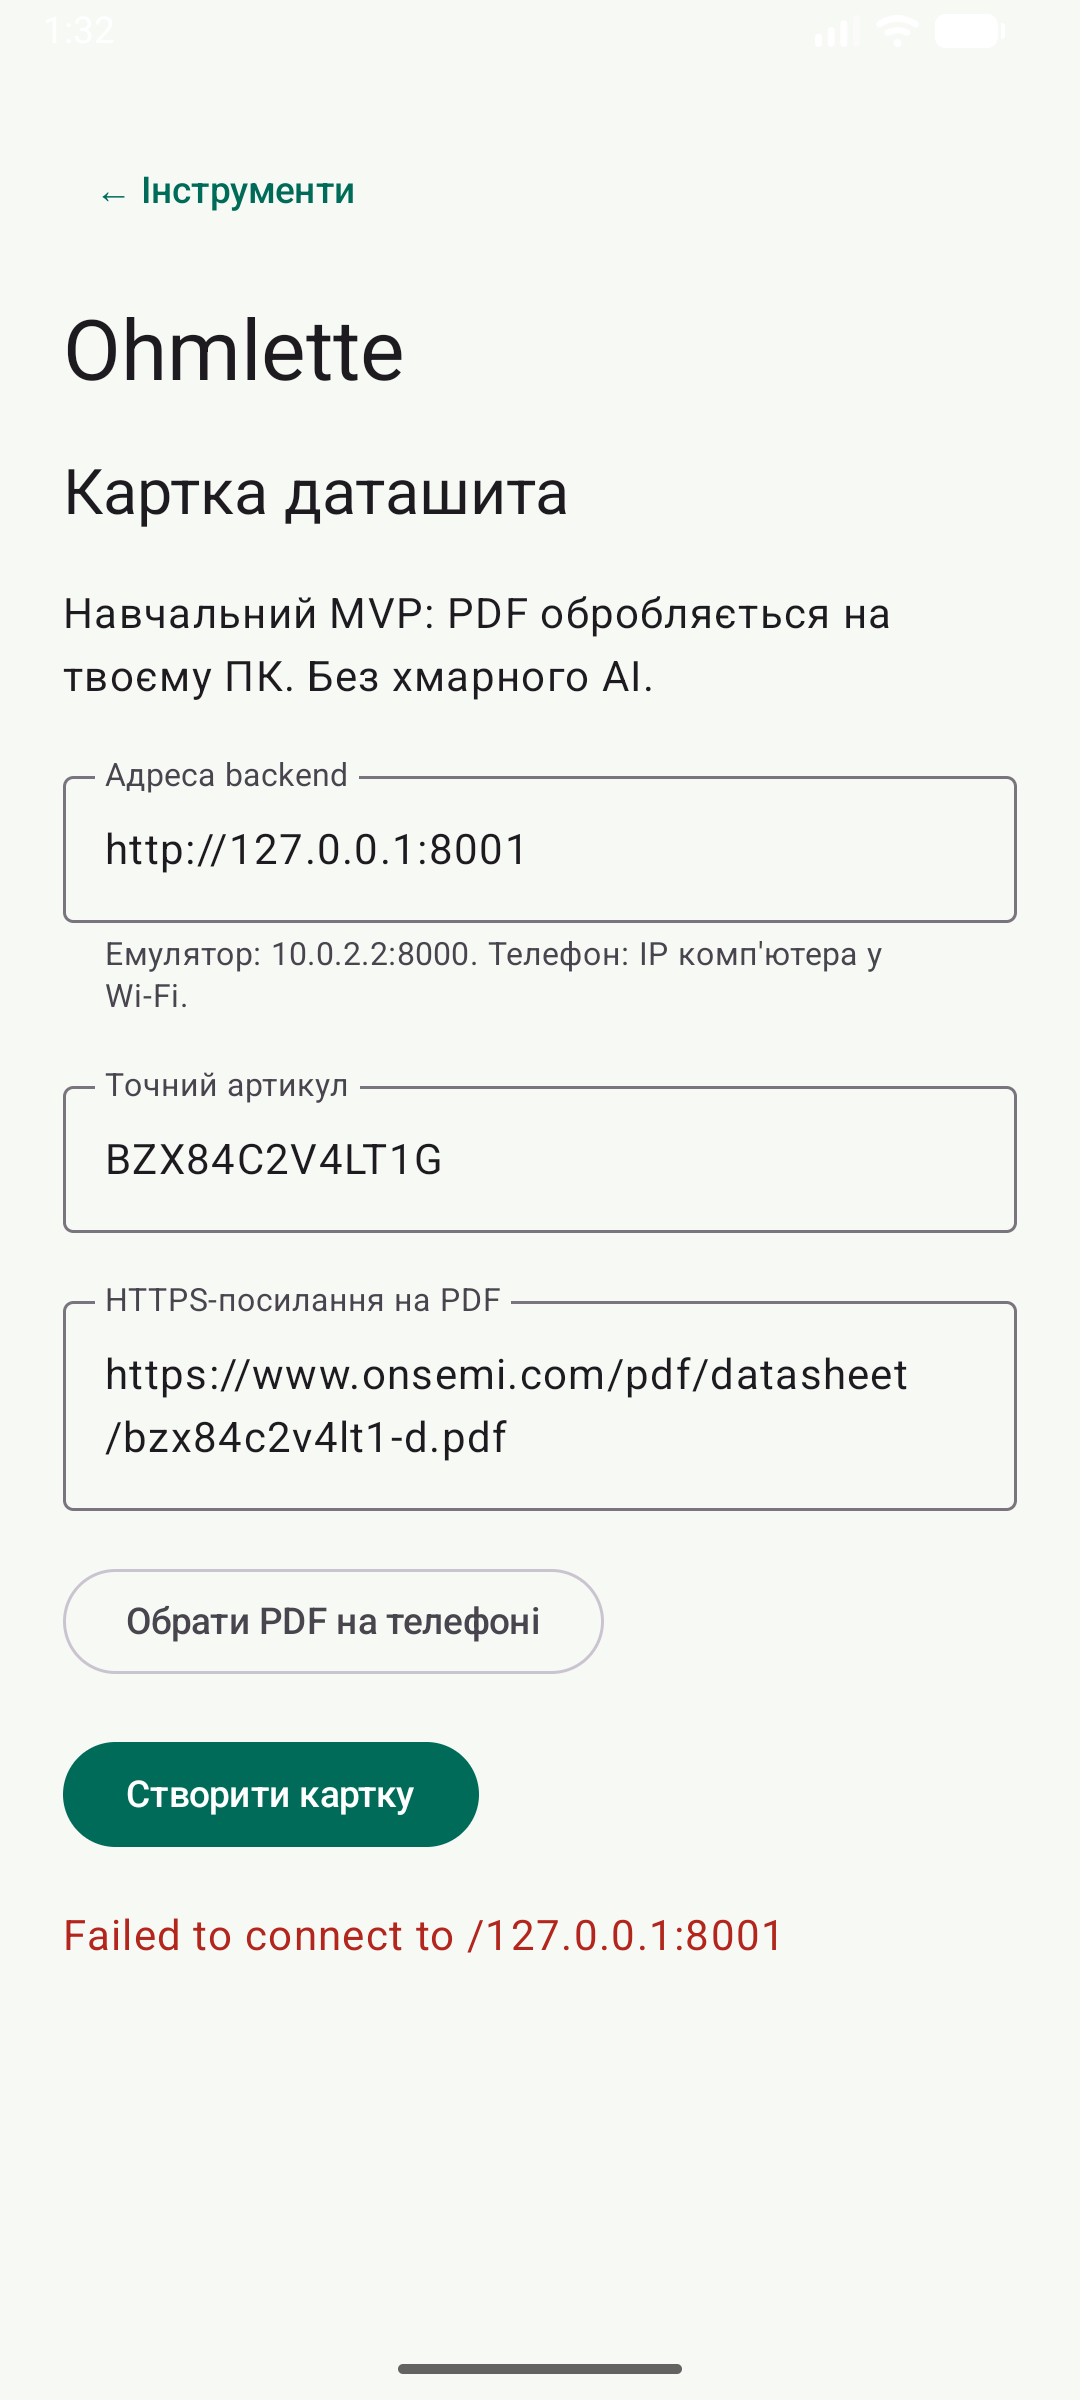 1:32
← Інструменти
Ohmlette
Картка даташита
Навчальний MVP: PDF обробляється на
твоєму ПК. Без хмарного AI.
Адреса backend
http://127.0.0.1:8001
Емулятор: 10.0.2.2:8000. Телефон: IP комп'ютера у
Wi-Fi.
Точний артикул
BZX84C2V4LT1G
HTTPS-посилання на PDF
https://www.onsemi.com/pdf/datasheet
/bzx84c2v4lt1-d.pdf
Обрати PDF на телефоні
Створити картку
Failed to connect to /127.0.0.1:8001